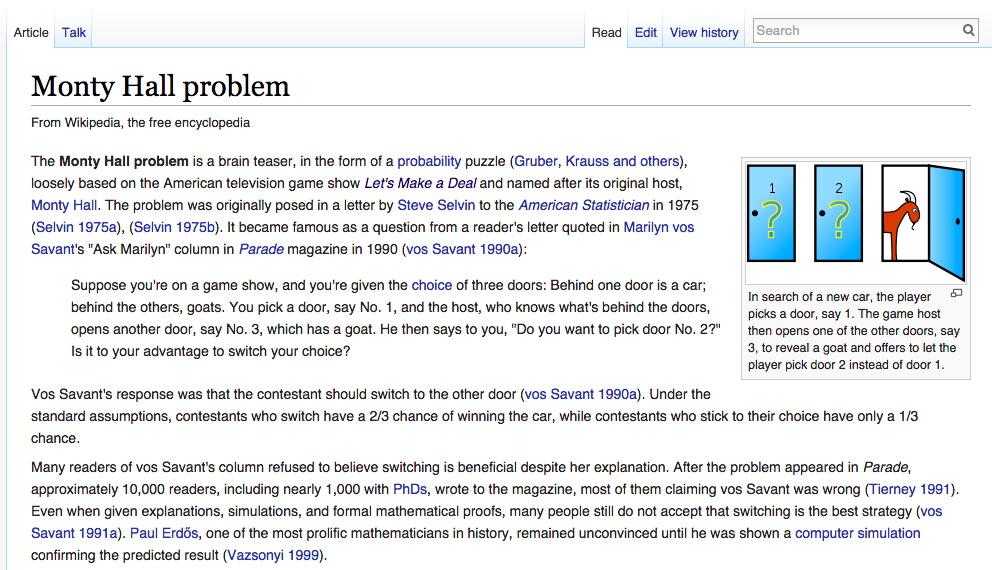 Article Talk Read Edit View history Search
Monty Hall problem
From Wikipedia, the free encyclopedia
The Monty Hall problem is a brain teaser, in the form of a probability puzzle (Gruber, Krauss and others),
loosely based on the American television game show Let's Make a Deal and named after its original host,
Monty Hall. The problem was originally posed in a letter by Steve Selvin to the American Statistician in 1975
(Selvin 1975a), (Selvin 1975b). It became famous as a question from a reader's letter quoted in Marilyn vos
Savant's "Ask Marilyn" column in Parade magazine in 1990 (vos Savant 1990a):
Suppose you're on a game show, and you're given the choice of three doors: Behind one door is a car;
behind the others, goats. You pick a door, say No. 1, and the host, who knows what's behind the doors,
opens another door, say No. 3, which has a goat. He then says to you, "Do you want to pick door No. 2?"
Is it to your advantage to switch your choice?
1 2
? ?
In search of a new car, the player
picks a door, say 1. The game host
then opens one of the other doors, say
3, to reveal a goat and offers to let the
player pick door 2 instead of door 1.
Vos Savant's response was that the contestant should switch to the other door (vos Savant 1990a). Under the
standard assumptions, contestants who switch have a 2/3 chance of winning the car, while contestants who stick to their choice have only a 1/3
chance.
Many readers of vos Savant's column refused to believe switching is beneficial despite her explanation. After the problem appeared in Parade,
approximately 10,000 readers, including nearly 1,000 with PhDs, wrote to the magazine, most of them claiming vos Savant was wrong (Tierney 1991).
Even when given explanations, simulations, and formal mathematical proofs, many people still do not accept that switching is the best strategy (vos
Savant 1991a). Paul Erdős, one of the most prolific mathematicians in history, remained unconvinced until he was shown a computer simulation
confirming the predicted result (Vazsonyi 1999).